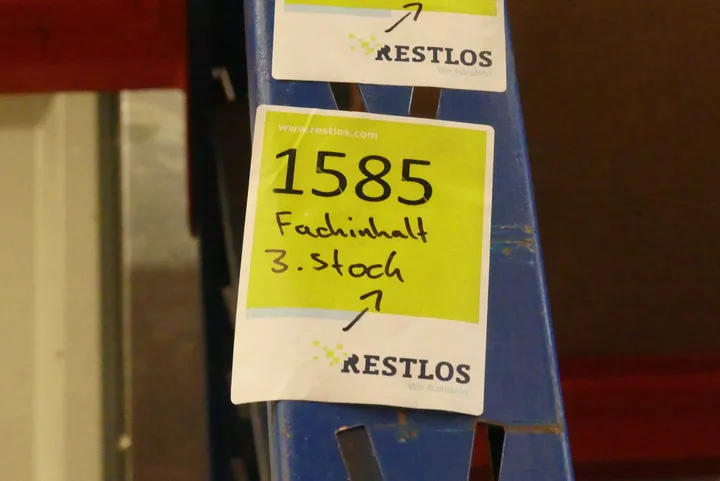 RESTLOS
www.restlos.com
1585
Fachinhalt
3. Stock
RESTLOS